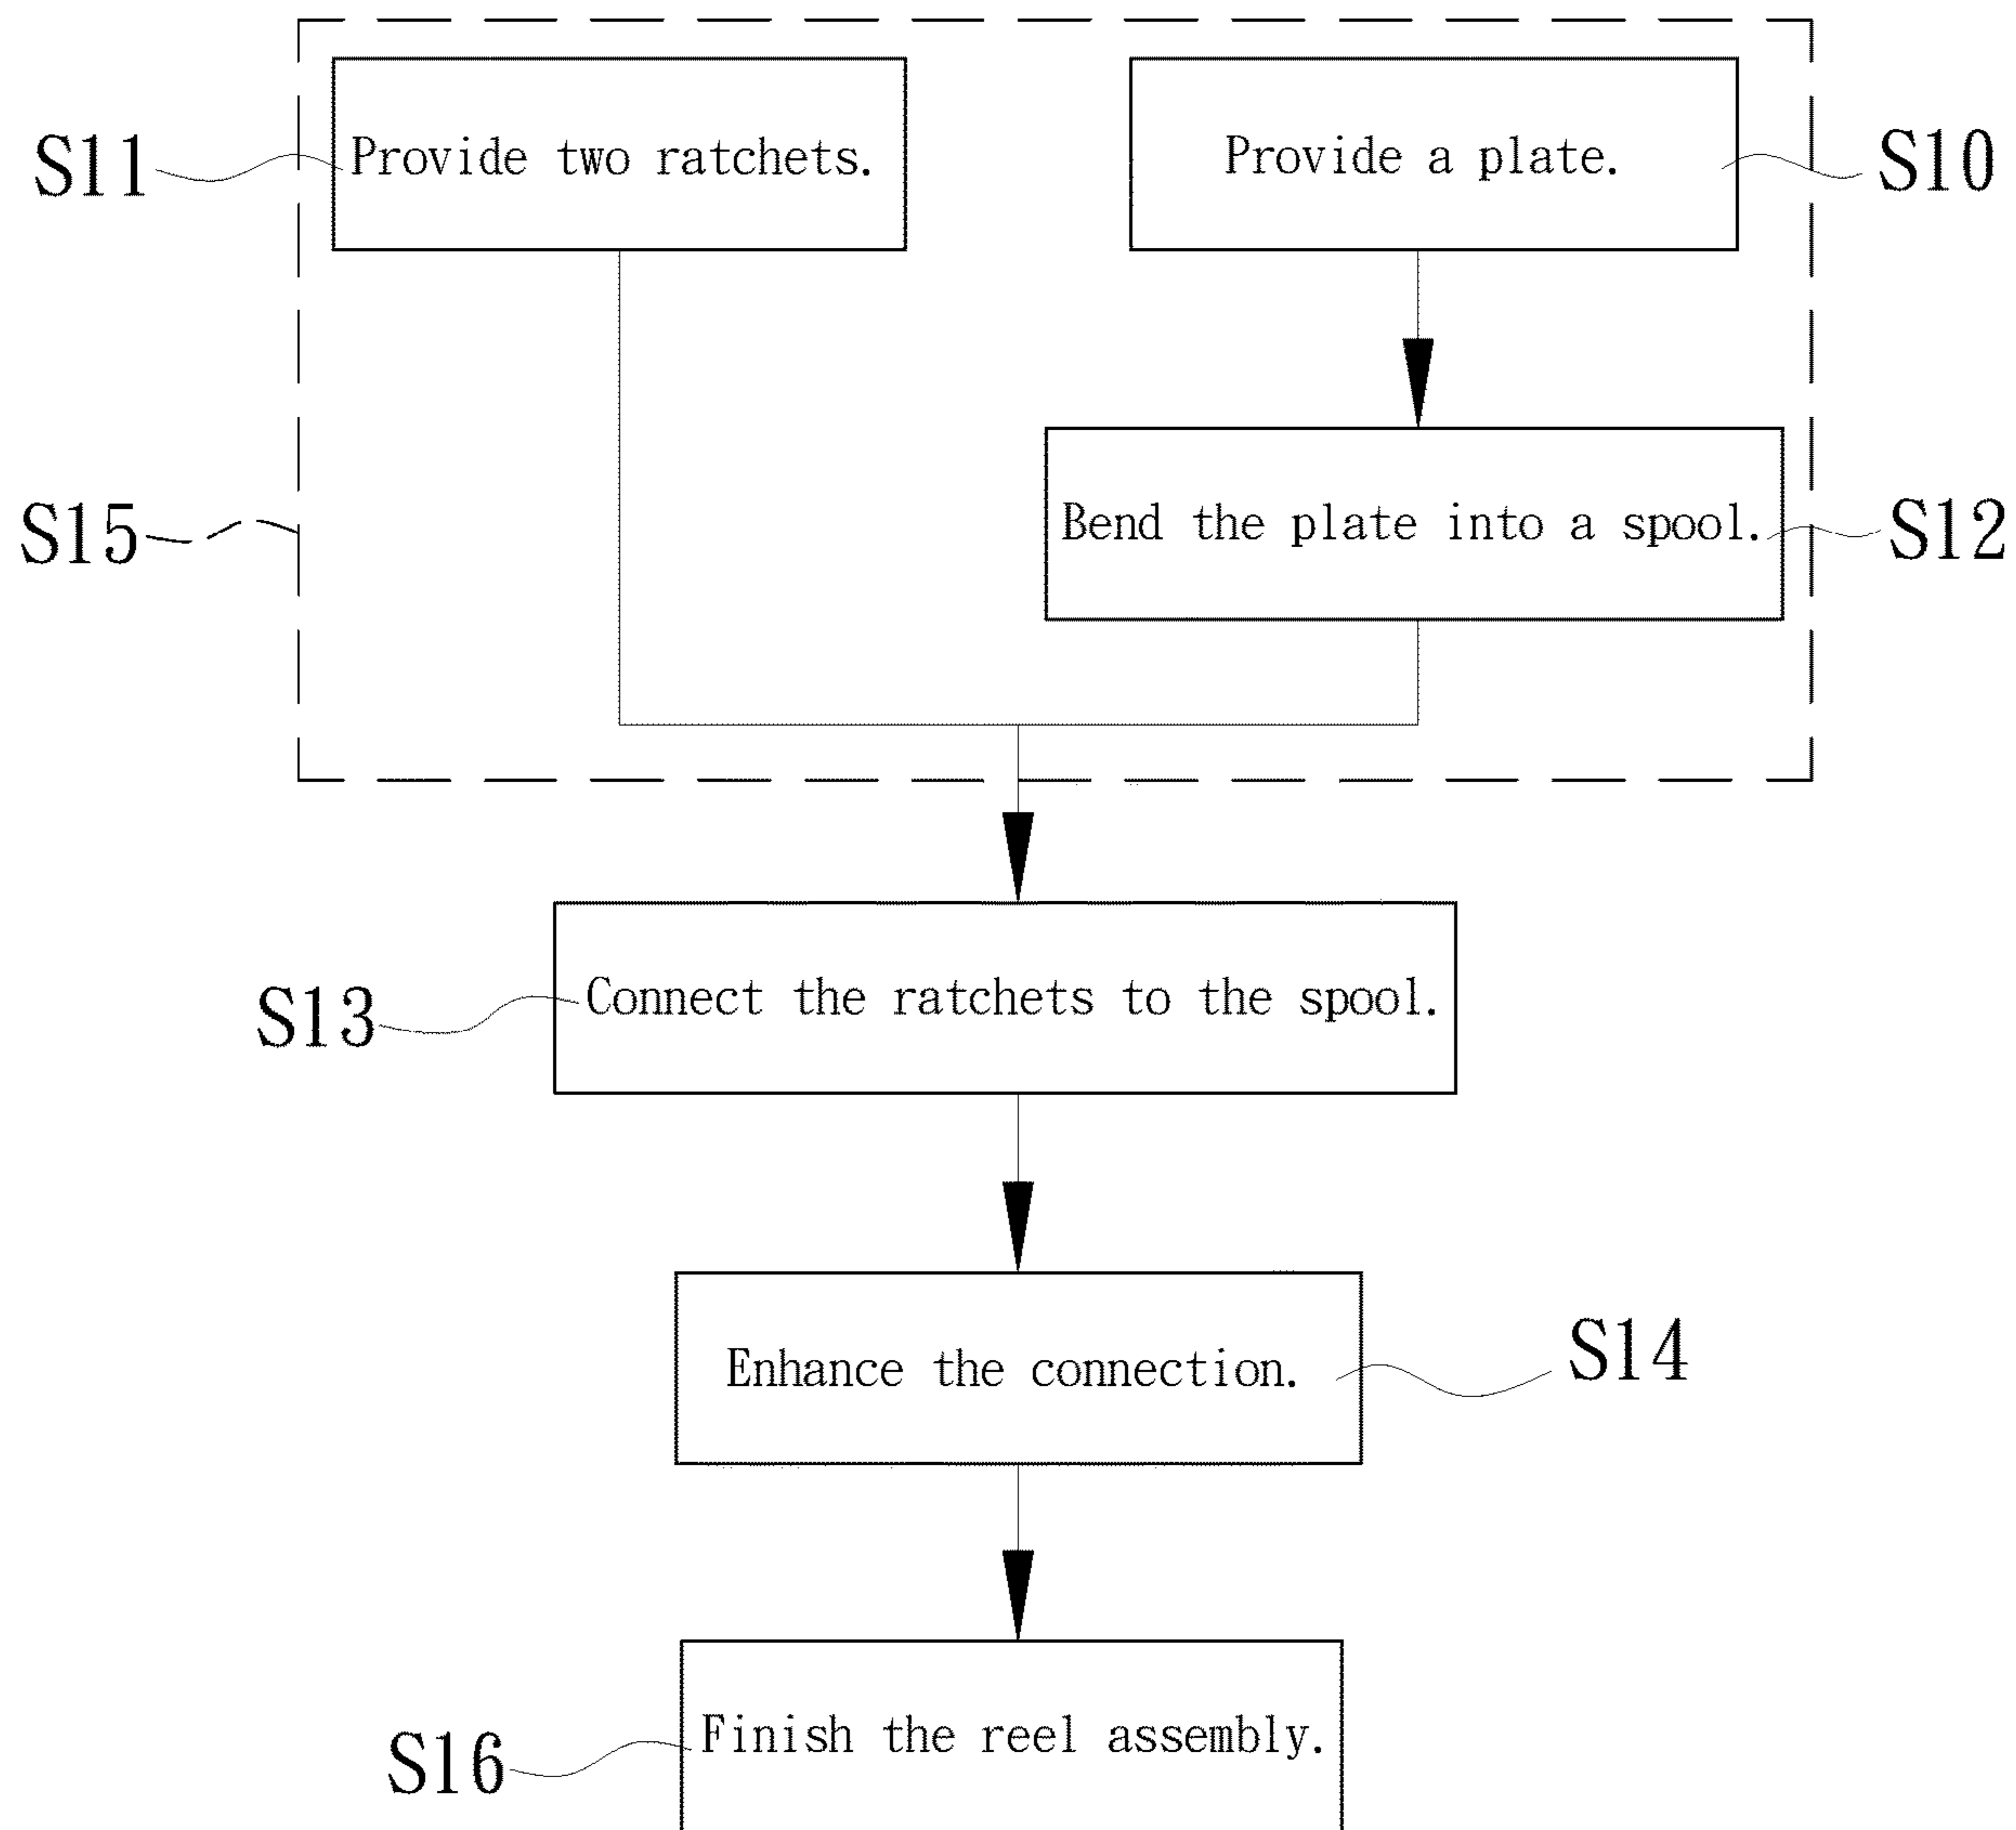 S11
Provide two ratchets.
Provide a plate.
S10
S15
Bend the plate into a spool.
S12
S13
Connect the ratchets to the spool.
Enhance the connection.
S14
S16
Finish the reel assembly.